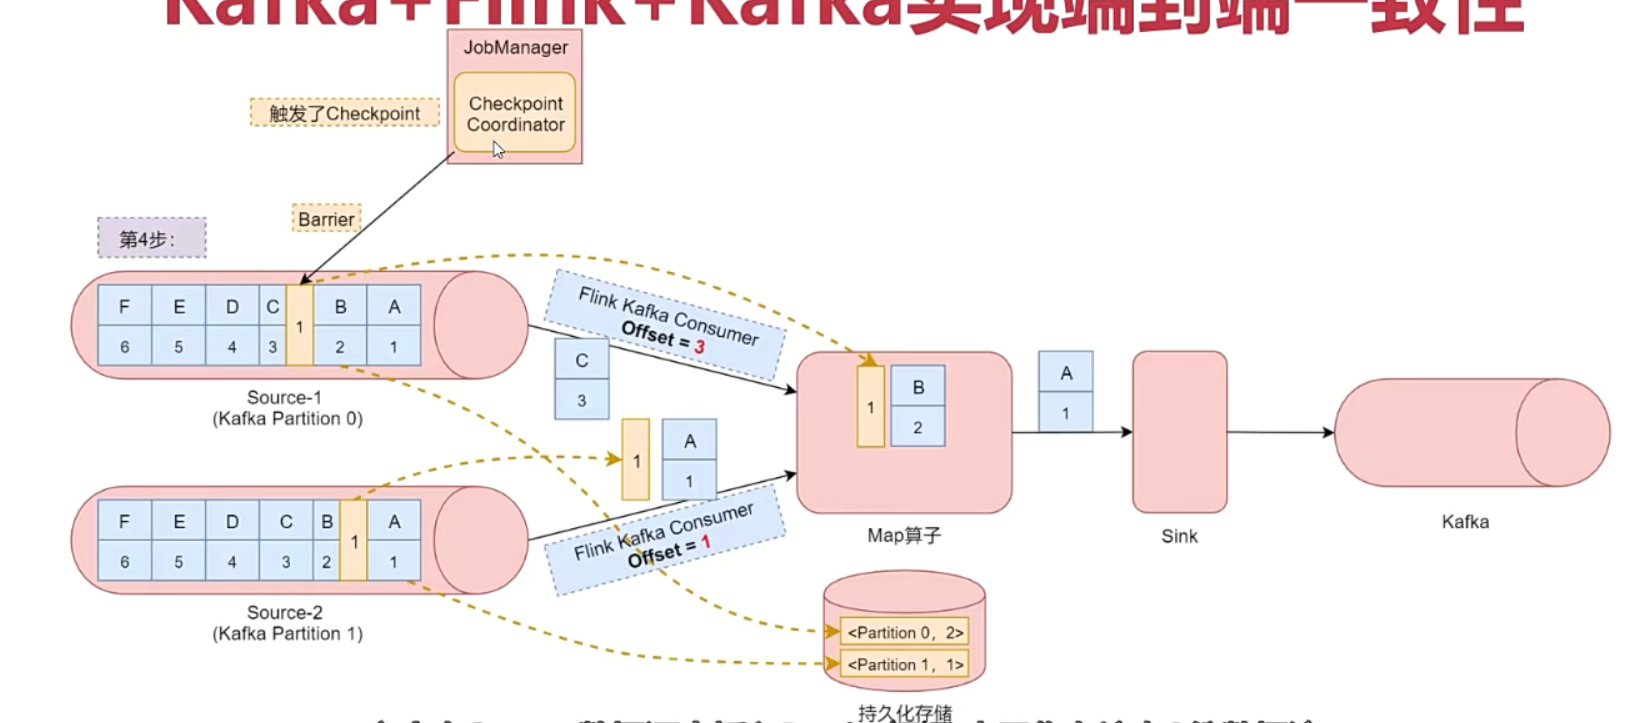 Kafka+Flink+Kafka实现端到端一致性
JobManager
Checkpoint
Coordinator
触发了Checkpoint
Barrier
第4步：
F E D C B A
1
6 5 4 3 2 1
Source-1
(Kafka Partition 0)
Flink Kafka Consumer
Offset = 3
C
3
1
B
2
A
1
1
A
1
Flink Kafka Consumer
Offset = 1
F E D C B A
1
6 5 4 3 2 1
Source-2
(Kafka Partition 1)
Map算子
Sink
Kafka
<Partition 0，2>
<Partition 1，1>
持久化存储